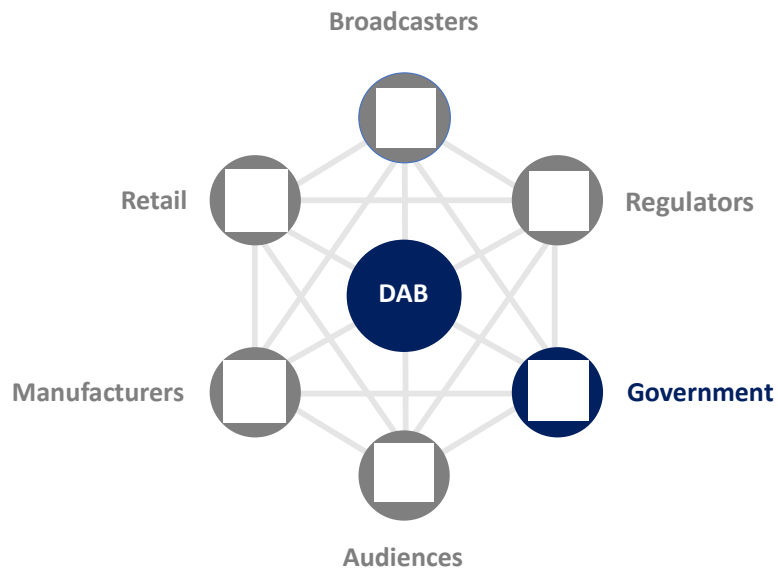 Broadcasters
Retail
Regulators
DAB
Manufacturers
Government
Audiences